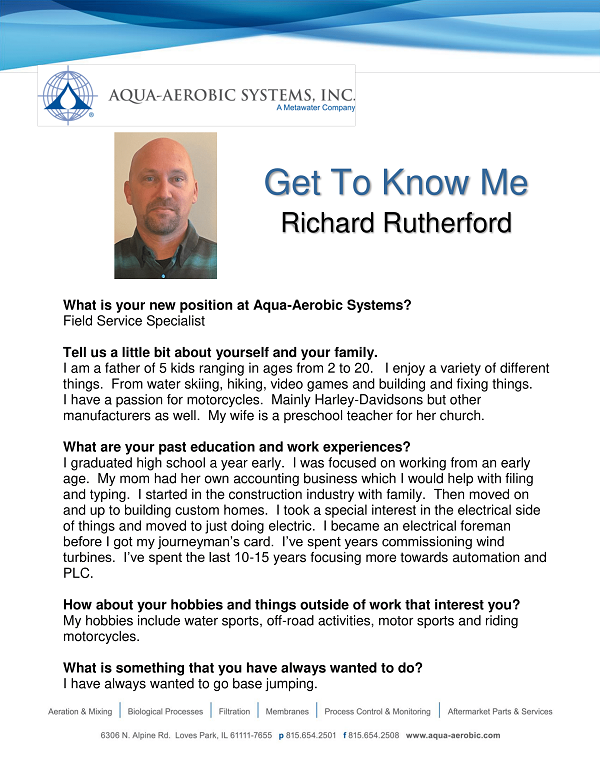 AQUA-AEROBIC SYSTEMS, INC.
A Metawater Company
®
Get To Know Me
Richard Rutherford
What is your new position at Aqua-Aerobic Systems?
Field Service Specialist
Tell us a little bit about yourself and your family.
I am a father of 5 kids ranging in ages from 2 to 20.   I enjoy a variety of different
things.  From water skiing, hiking, video games and building and fixing things.
I have a passion for motorcycles.  Mainly Harley-Davidsons but other
manufacturers as well.  My wife is a preschool teacher for her church.
What are your past education and work experiences?
I graduated high school a year early.  I was focused on working from an early
age.  My mom had her own accounting business which I would help with filing
and typing.  I started in the construction industry with family.  Then moved on
and up to building custom homes.  I took a special interest in the electrical side
of things and moved to just doing electric.  I became an electrical foreman
before I got my journeyman’s card.  I’ve spent years commissioning wind
turbines.  I’ve spent the last 10-15 years focusing more towards automation and
PLC.
How about your hobbies and things outside of work that interest you?
My hobbies include water sports, off-road activities, motor sports and riding
motorcycles.
What is something that you have always wanted to do?
I have always wanted to go base jumping.
Aeration & Mixing | Biological Processes | Filtration | Membranes | Process Control & Monitoring | Aftermarket Parts & Services
6306 N. Alpine Rd.  Loves Park, IL 61111-7655   p 815.654.2501   f 815.654.2508   www.aqua-aerobic.com